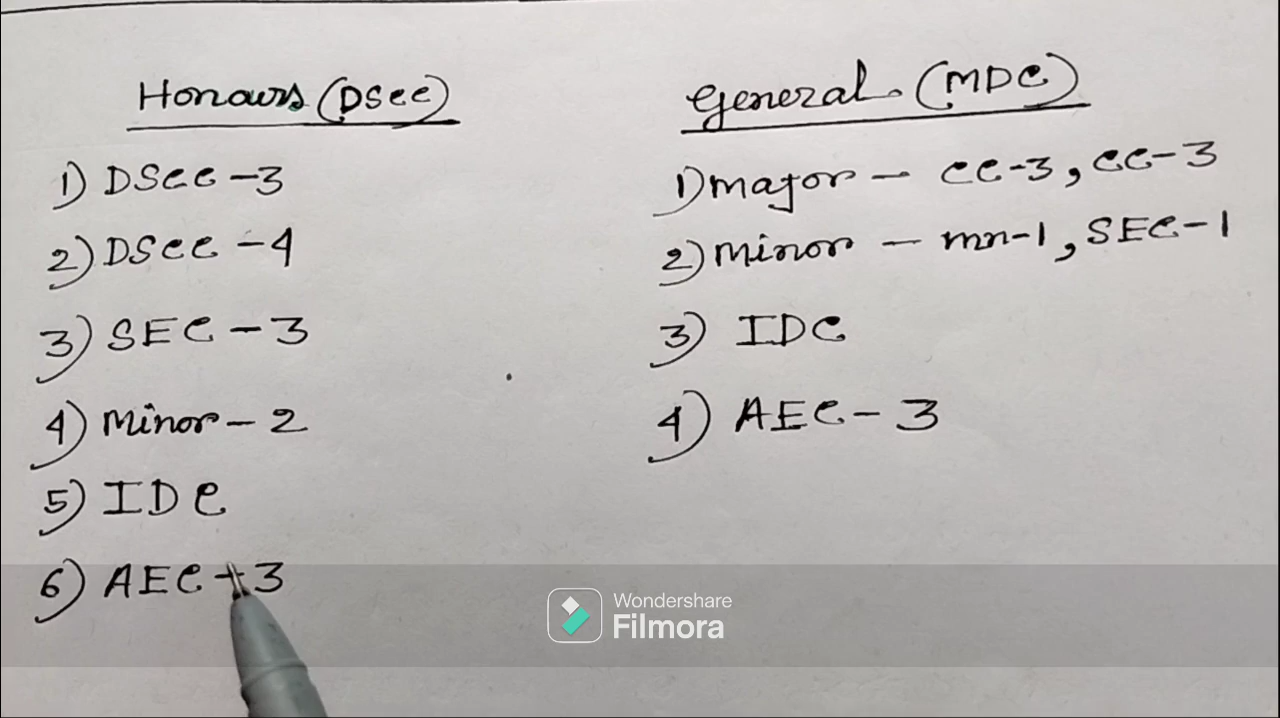 Honours (DSCC)
1) DSCC-3
2) DSCC-4
3) SEC-3
4) Minor-2
5) IDC
6) AEC-3
General. (MDC)
1) Major - CC-3, CC-3
2) Minor - mn-1, SEC-1
3) IDC
4) AEC-3
Wondershare
Filmora